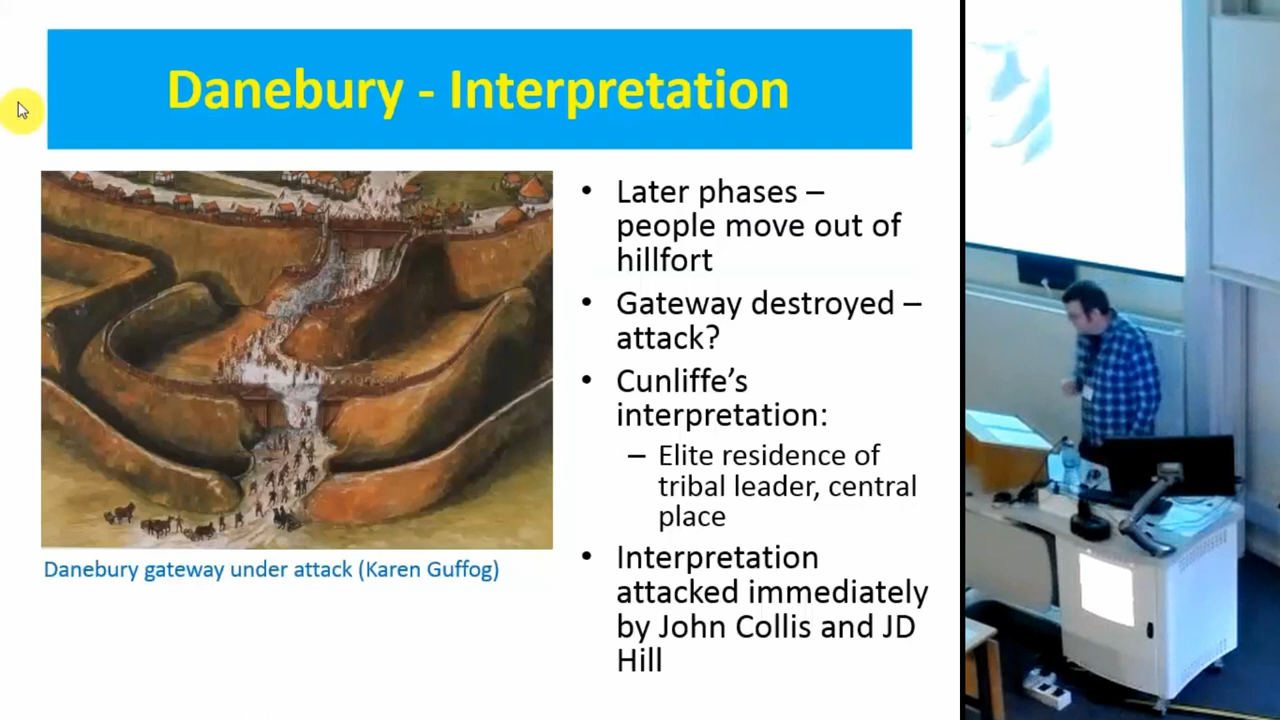 Danebury - Interpretation
• Later phases –
people move out of
hillfort
• Gateway destroyed –
attack?
• Cunliffe’s
interpretation:
– Elite residence of
tribal leader, central
place
• Interpretation
attacked immediately
by John Collis and JD
Hill
Danebury gateway under attack (Karen Guffog)